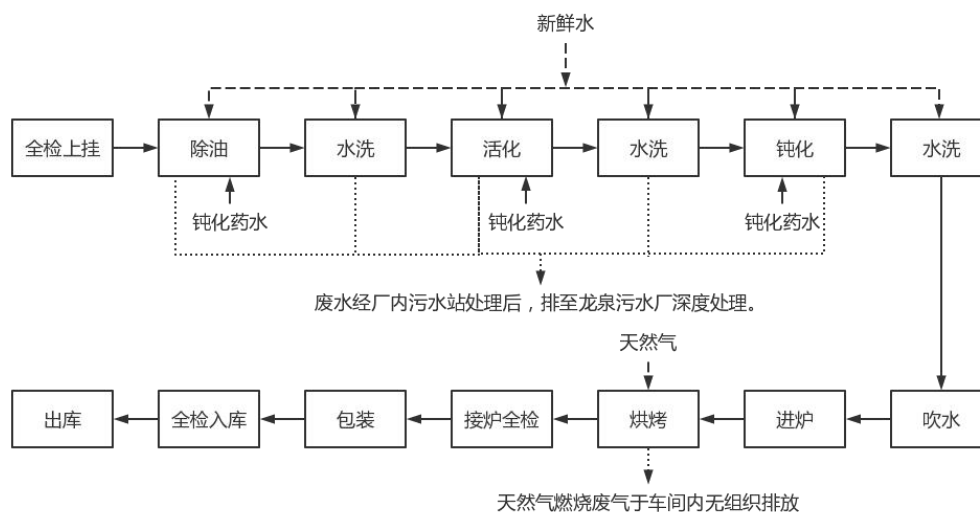 新鲜水
全检上挂
除油
水洗
活化
水洗
钝化
水洗
钝化药水
钝化药水
钝化药水
废水经厂内污水站处理后，排至龙泉污水厂深度处理。
天然气
出库
全检入库
包装
接炉全检
烘烤
进炉
吹水
天然气燃烧废气于车间内无组织排放